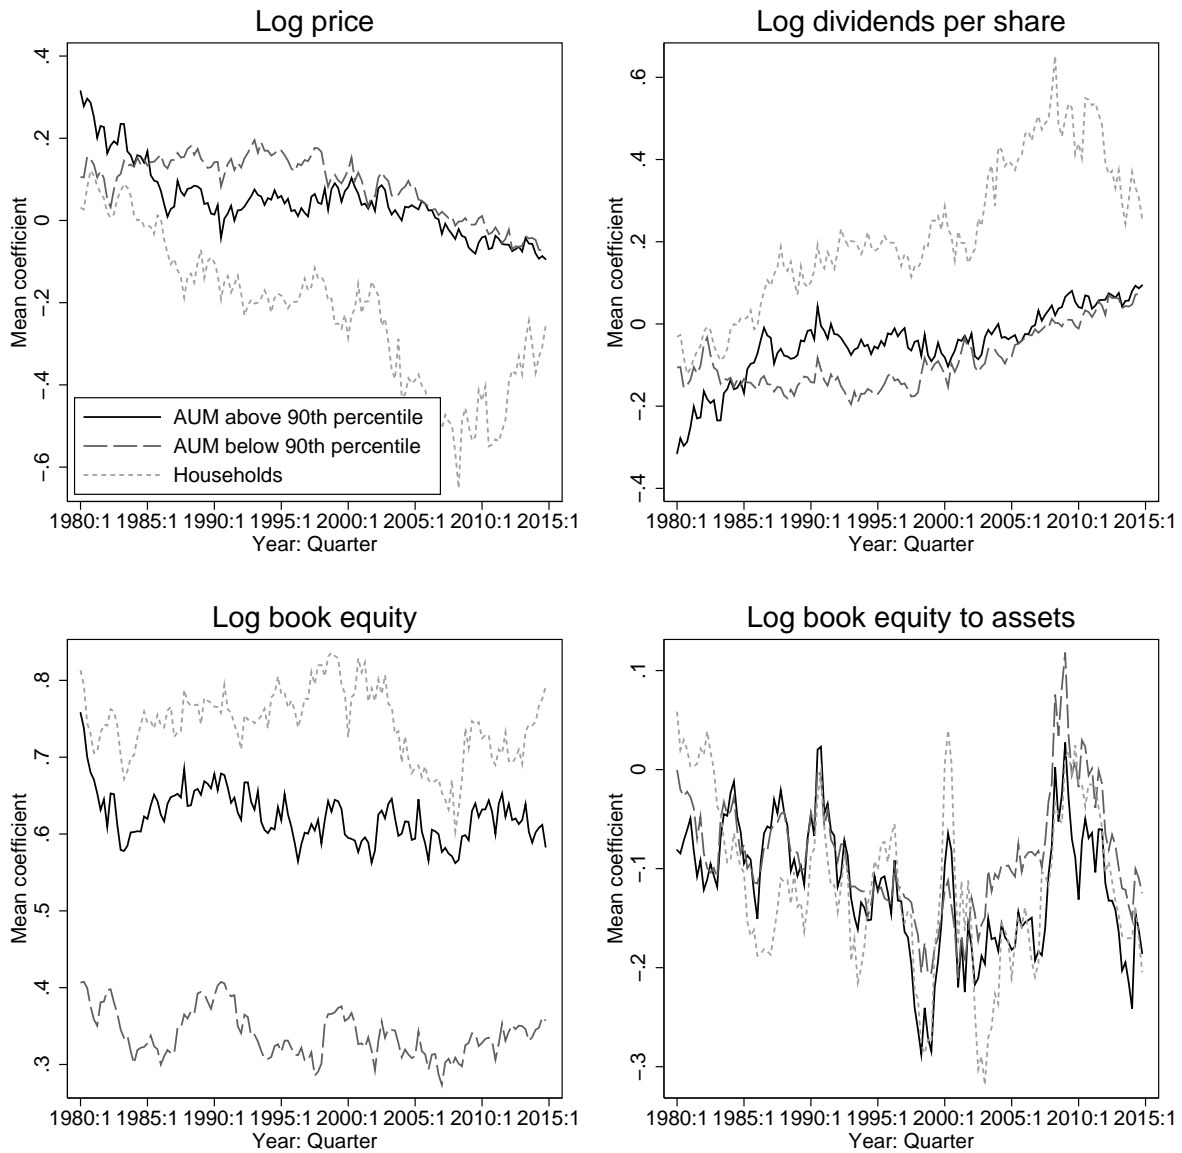 Log price
Mean coefficient
.4
.2
0
-.2
-.4
-.6
AUM above 90th percentile
AUM below 90th percentile
Households
1980:1 1985:1 1990:1 1995:1 2000:1 2005:1 2010:1 2015:1
Year: Quarter
Log dividends per share
Mean coefficient
.6
.4
.2
0
-.2
-.4
1980:1 1985:1 1990:1 1995:1 2000:1 2005:1 2010:1 2015:1
Year: Quarter
Log book equity
Mean coefficient
.8
.7
.6
.5
.4
.3
1980:1 1985:1 1990:1 1995:1 2000:1 2005:1 2010:1 2015:1
Year: Quarter
Log book equity to assets
Mean coefficient
.1
0
-.1
-.2
-.3
1980:1 1985:1 1990:1 1995:1 2000:1 2005:1 2010:1 2015:1
Year: Quarter